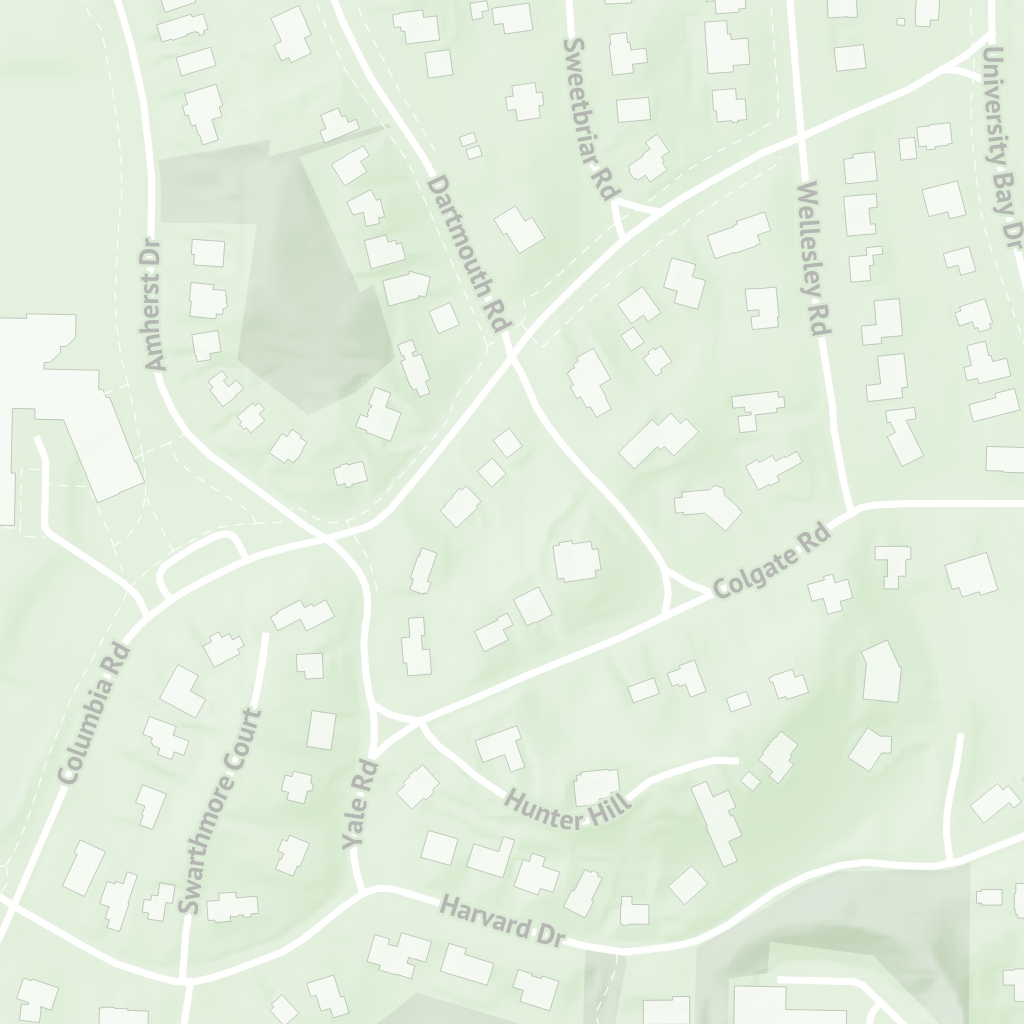 Sweetbriar Rd
University Bay Dr
Dartmouth Rd
Wellesley Rd
Amherst Dr
Colgate Rd
Columbia Rd
Swarthmore Court
Yale Rd
Hunter Hill
Harvard Dr